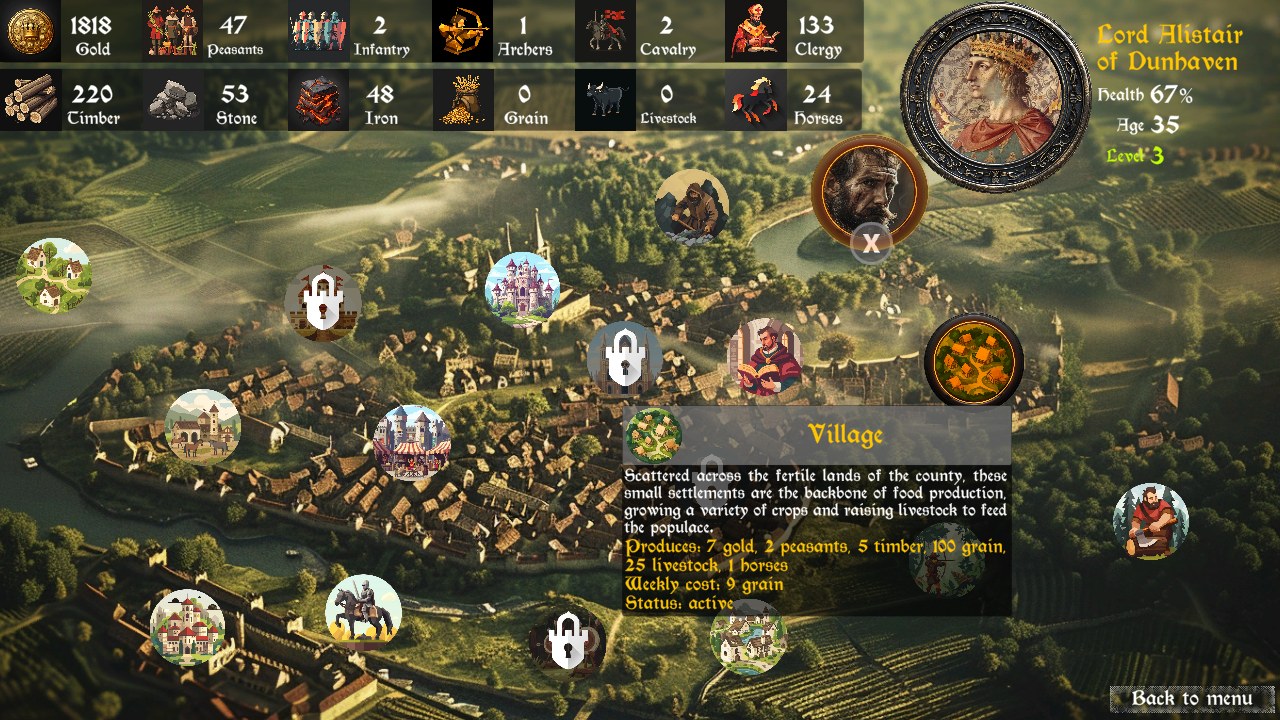 1818 Gold
47 Peasants
2 Infantry
1 Archers
2 Cavalry
133 Clergy
220 Timber
53 Stone
48 Iron
0 Grain
0 Livestock
24 Horses
Lord Alistair
of Dunhaven
Health 67%
Age 35
Level 3
X
Village
Scattered across the fertile lands of the county, these
small settlements are the backbone of food production,
growing a variety of crops and raising livestock to feed
the populace.
Produces: 7 gold, 2 peasants, 5 timber, 100 grain,
25 livestock, 1 horses
Weekly cost: 9 grain
Status: active
Back to menu